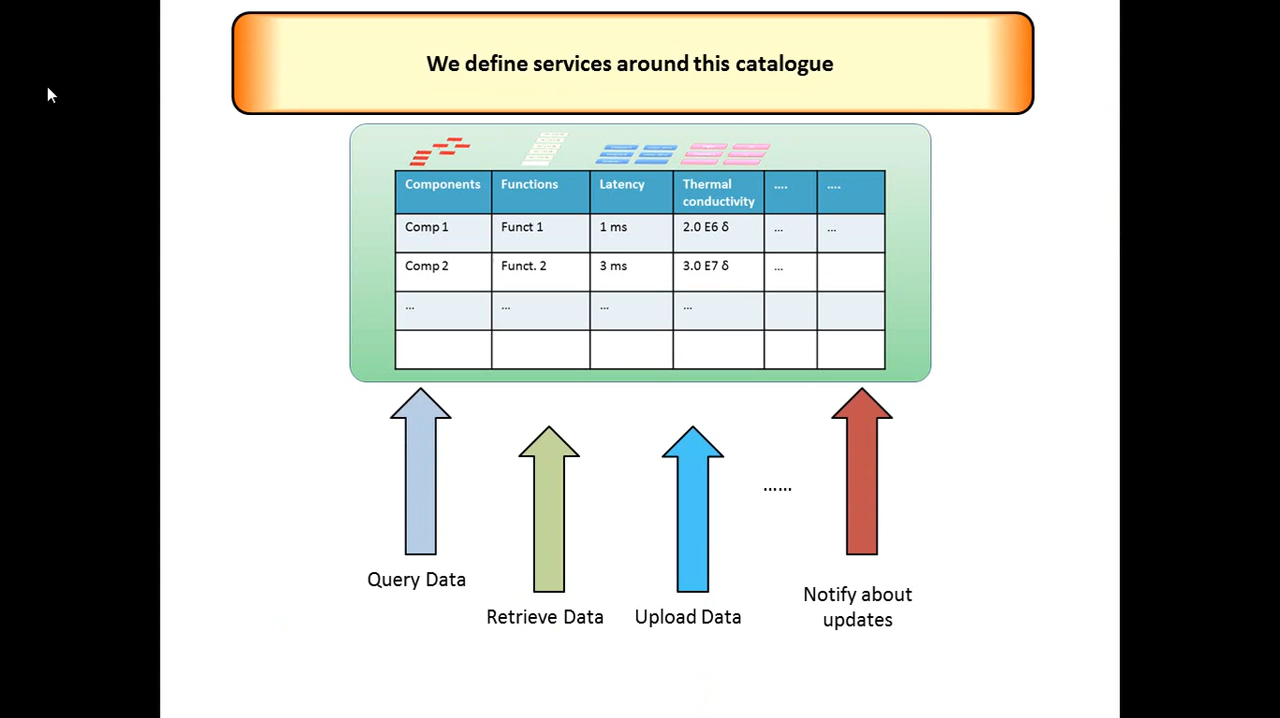 We define services around this catalogue
Components Functions Latency Thermal conductivity .... ....
Comp 1 Funct 1 1 ms 2.0 E6 δ ... ...
Comp 2 Funct. 2 3 ms 3.0 E7 δ ...
... ... ... ...
......
Query Data
Retrieve Data Upload Data
Notify about
updates